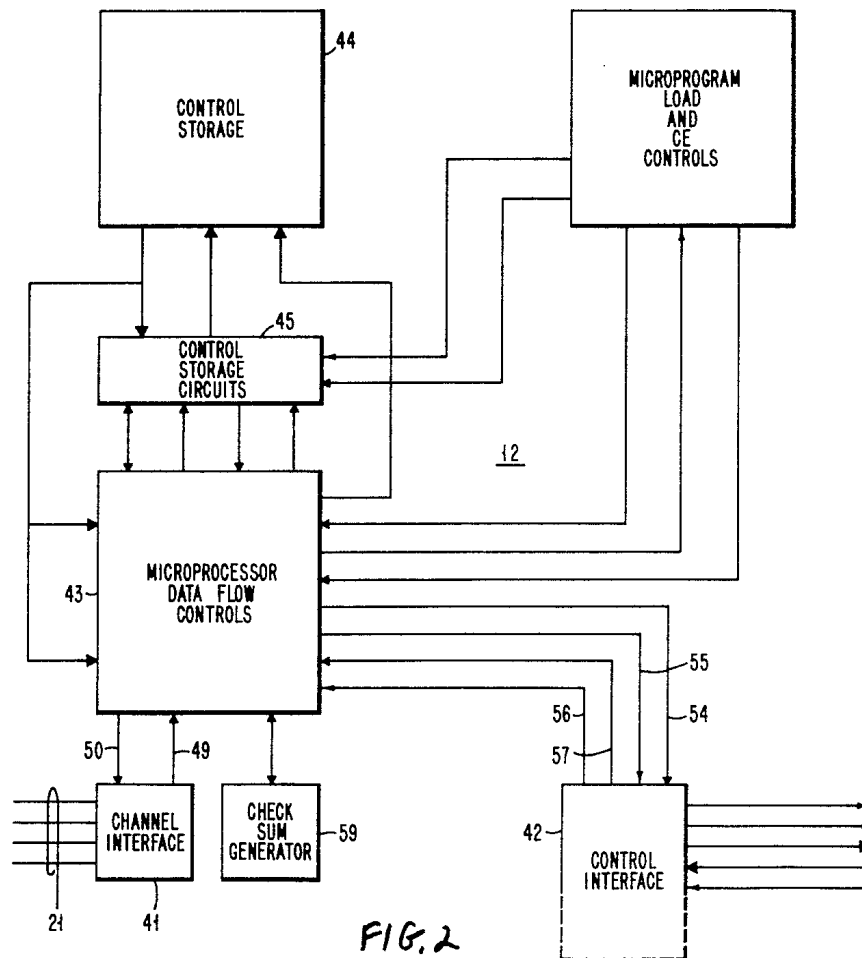 44
CONTROL
STORAGE
MICROPROGRAM
LOAD
AND
CE
CONTROLS
45
CONTROL
STORAGE
CIRCUITS
12
43
MICROPROCESSOR
DATA FLOW
CONTROLS
55
54
56
57
50
49
CHANNEL
INTERFACE
21
41
CHECK
SUM
GENERATOR
59
42
CONTROL
INTERFACE
FIG. 2